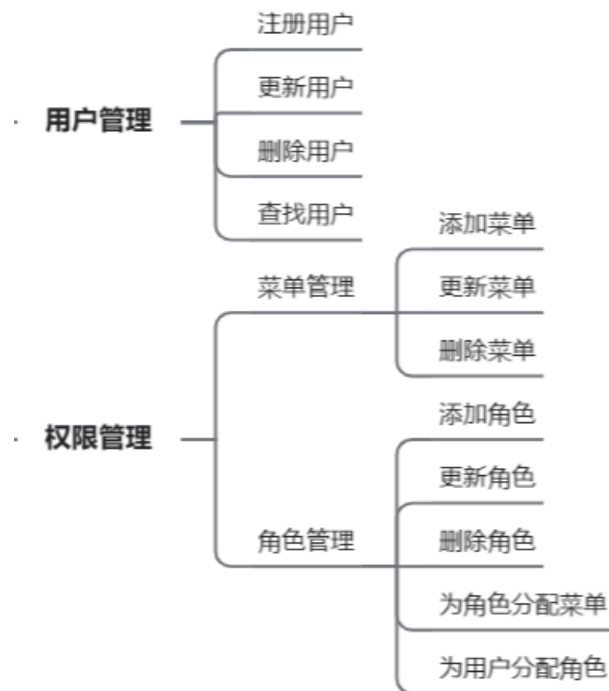 注册用户
更新用户
用户管理
删除用户
查找用户
添加菜单
菜单管理
更新菜单
删除菜单
添加角色
权限管理
更新角色
角色管理
删除角色
为角色分配菜单
为用户分配角色